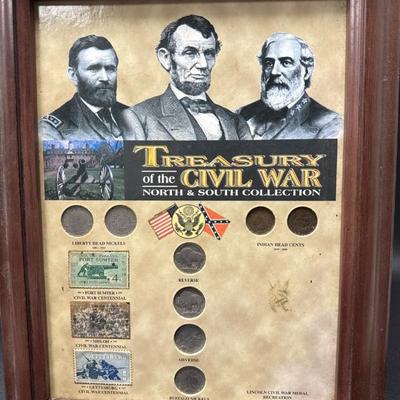 TREASURY
of the CIVIL WAR
NORTH & SOUTH COLLECTION
LIBERTY HEAD NICKELS
INDIAN HEAD CENTS
FORT SUMTER
4
FORT SUMTER
CIVIL WAR CENTENNIAL
REVERSE
SHILOH
CIVIL WAR CENTENNIAL
OBVERSE
GETTYSBURG
GETTYSBURG
CIVIL WAR CENTENNIAL
BUFFALO NICKELS
LINCOLN CIVIL WAR MEDAL
RECREATION